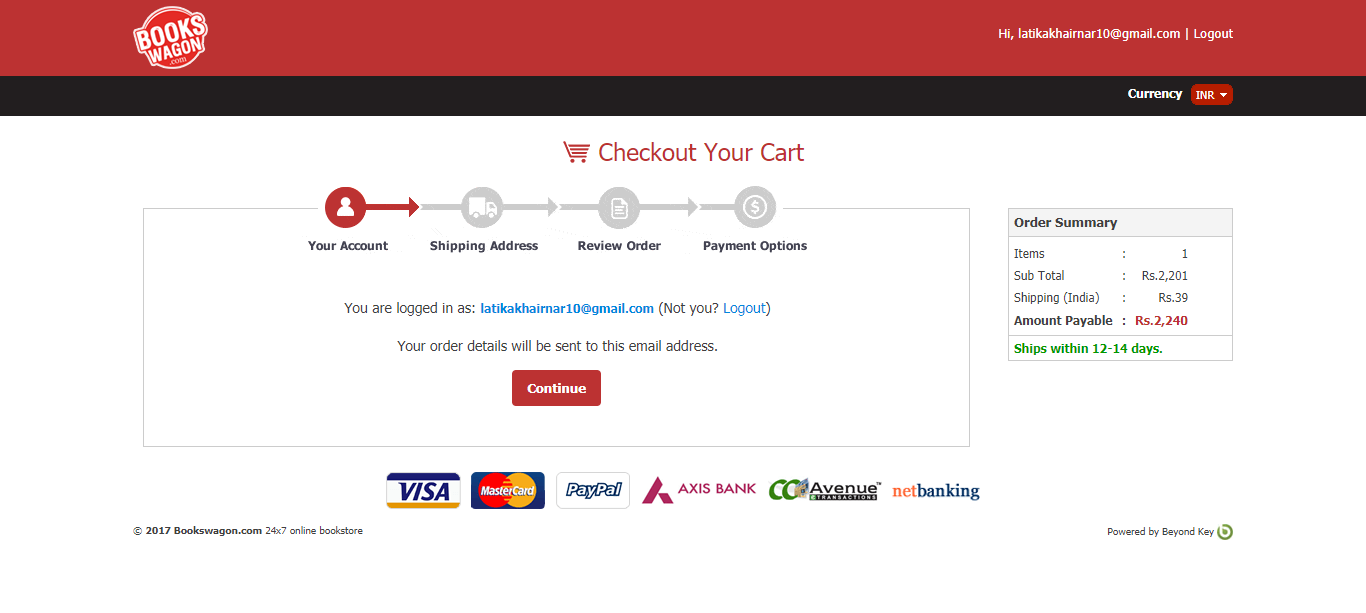 BOOKS
WAGON
.com
Hi, latikakhairnar10@gmail.com | Logout
Currency INR
Checkout Your Cart
Your Account
Shipping Address
Review Order
Payment Options
You are logged in as: latikakhairnar10@gmail.com (Not you? Logout)
Your order details will be sent to this email address.
Continue
Order Summary
Items : 1
Sub Total : Rs.2,201
Shipping (India) : Rs.39
Amount Payable : Rs.2,240
Ships within 12-14 days.
VISA
MasterCard
PayPal
AXIS BANK
CCAvenue™
E TRANSACTIONS
netbanking
© 2017 Bookswagon.com 24x7 online bookstore
Powered by Beyond Key